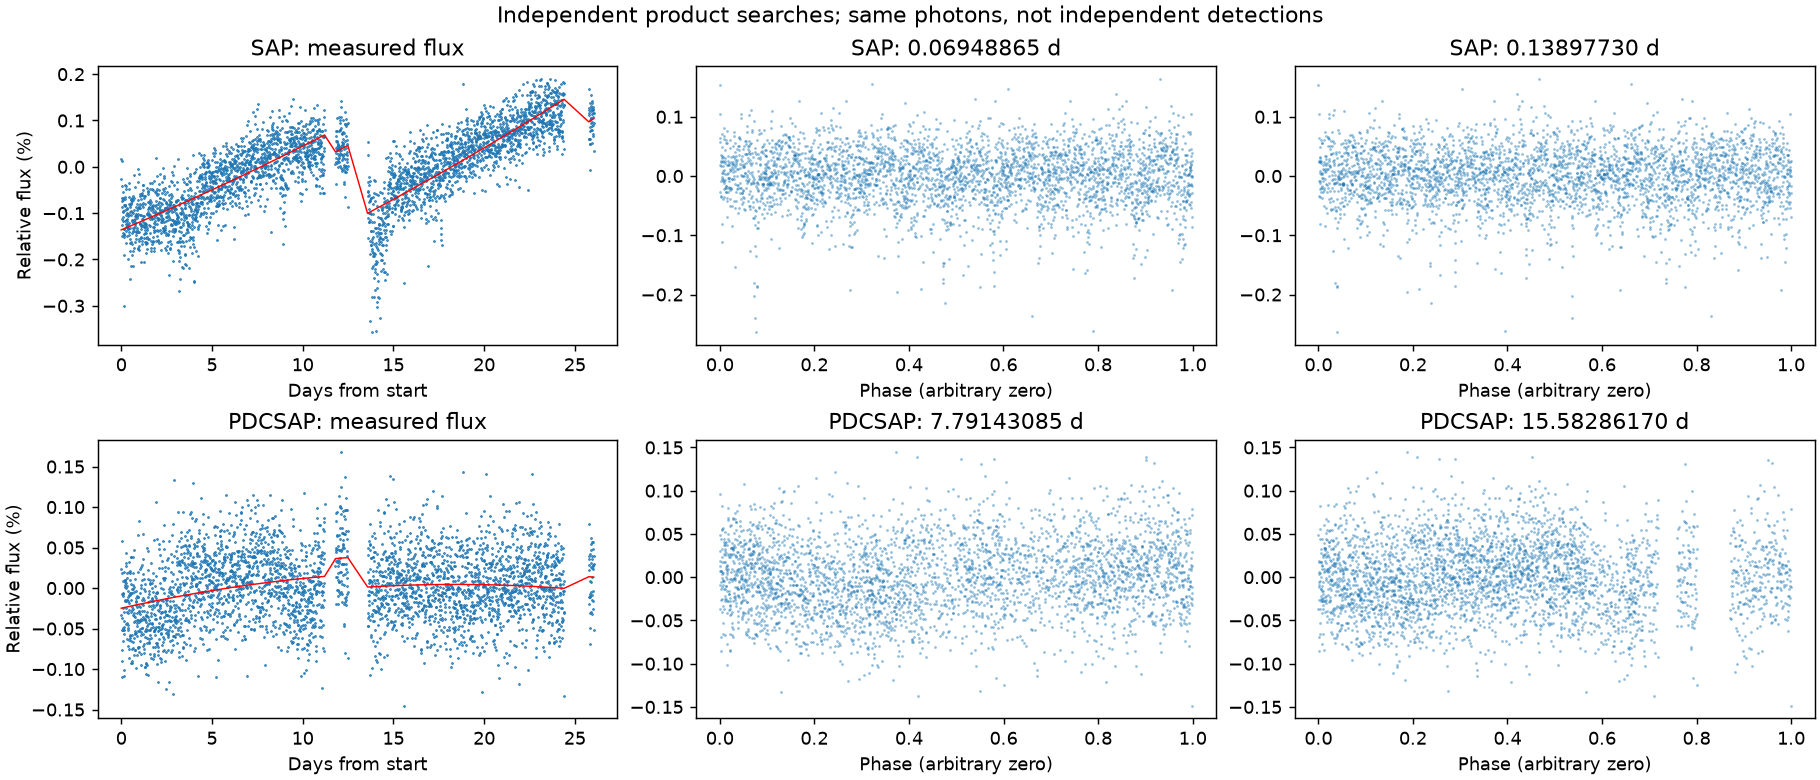 Independent product searches; same photons, not independent detections
SAP: measured flux
SAP: 0.06948865 d
SAP: 0.13897730 d
Relative flux (%)
0.2
0.1
0.0
−0.1
−0.2
−0.3
0 5 10 15 20 25
Days from start
0.1
0.0
−0.1
−0.2
0.0 0.2 0.4 0.6 0.8 1.0
Phase (arbitrary zero)
0.1
0.0
−0.1
−0.2
0.0 0.2 0.4 0.6 0.8 1.0
Phase (arbitrary zero)
PDCSAP: measured flux
PDCSAP: 7.79143085 d
PDCSAP: 15.58286170 d
Relative flux (%)
0.15
0.10
0.05
0.00
−0.05
−0.10
−0.15
0 5 10 15 20 25
Days from start
0.15
0.10
0.05
0.00
−0.05
−0.10
−0.15
0.0 0.2 0.4 0.6 0.8 1.0
Phase (arbitrary zero)
0.15
0.10
0.05
0.00
−0.05
−0.10
−0.15
0.0 0.2 0.4 0.6 0.8 1.0
Phase (arbitrary zero)